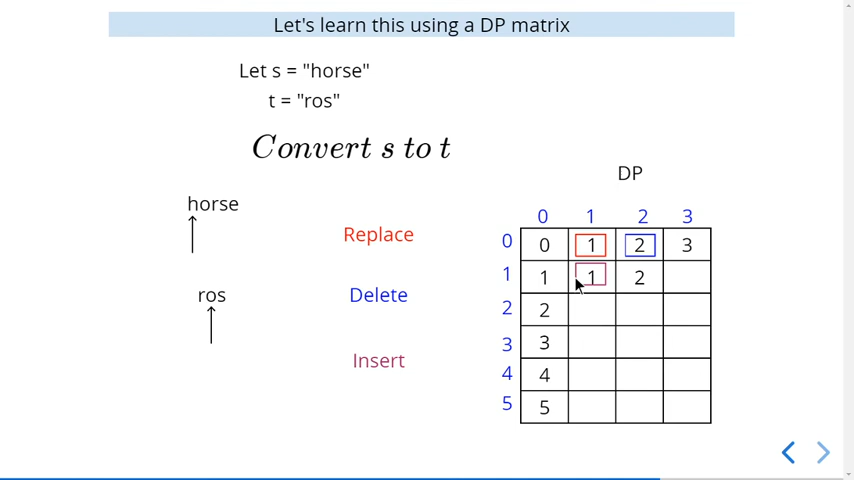 Let's learn this using a DP matrix
Let s = "horse"
t = "ros"
Convert s to t
DP
horse
Replace
ros
Delete
Insert
0 1 2 3
0 0 1 2 3
1 1 1 2
2 2
3 3
4 4
5 5